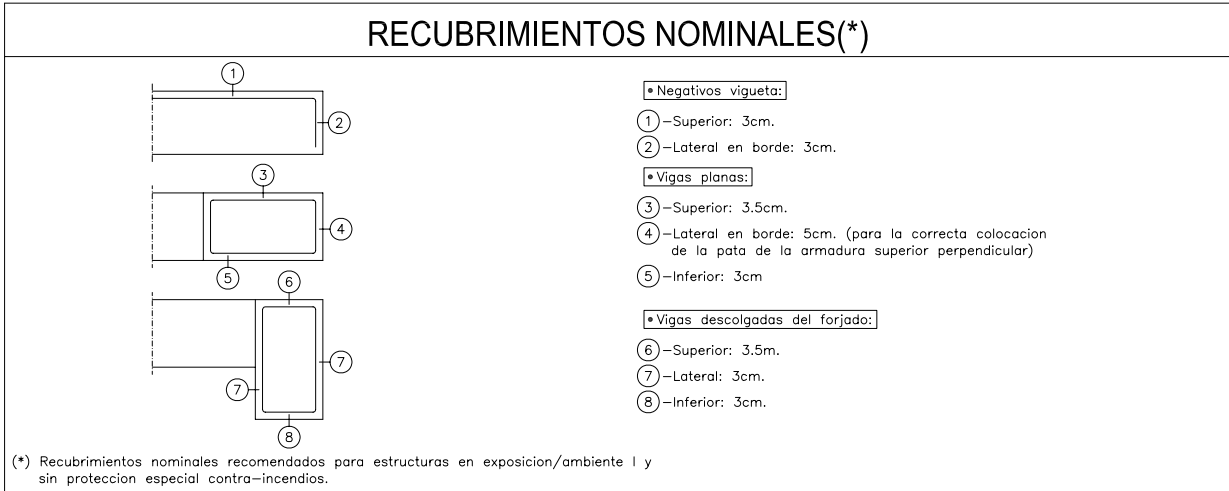 RECUBRIMIENTOS NOMINALES(*)
1
2
3
4
5
6
7
7
8
• Negativos vigueta:
1 -Superior: 3cm.
2 -Lateral en borde: 3cm.
• Vigas planas:
3 -Superior: 3.5cm.
4 -Lateral en borde: 5cm. (para la correcta colocacion
de la pata de la armadura superior perpendicular)
5 -Inferior: 3cm
• Vigas descolgadas del forjado:
6 -Superior: 3.5m.
7 -Lateral: 3cm.
8 -Inferior: 3cm.
(*) Recubrimientos nominales recomendados para estructuras en exposicion/ambiente I y
sin proteccion especial contra-incendios.